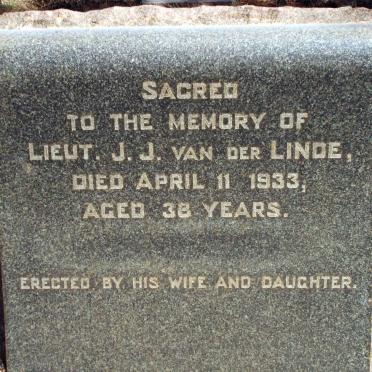 SACRED
TO THE MEMORY OF
LIEUT. J. J. VAN DER LINDE,
DIED APRIL 11 1933,
AGED 38 YEARS.
ERECTED BY HIS WIFE AND DAUGHTER.